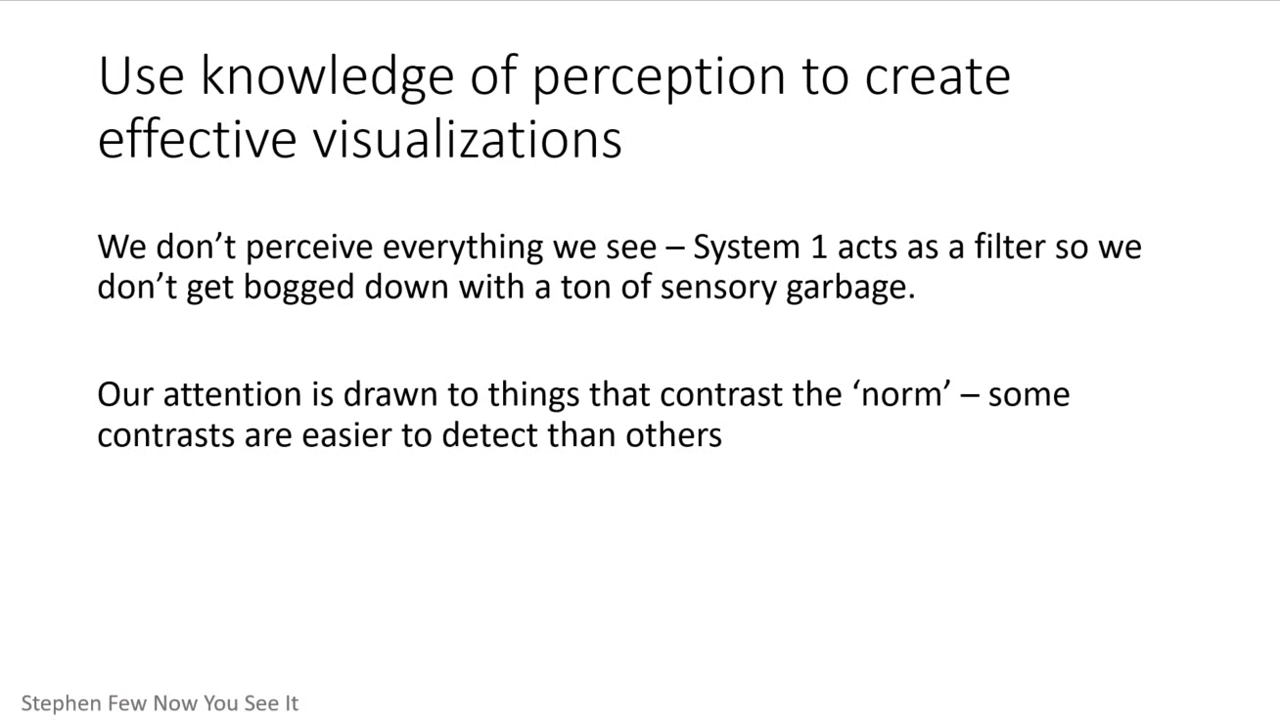 Use knowledge of perception to create
effective visualizations
We don’t perceive everything we see – System 1 acts as a filter so we
don’t get bogged down with a ton of sensory garbage.
Our attention is drawn to things that contrast the ‘norm’ – some
contrasts are easier to detect than others
Stephen Few Now You See It